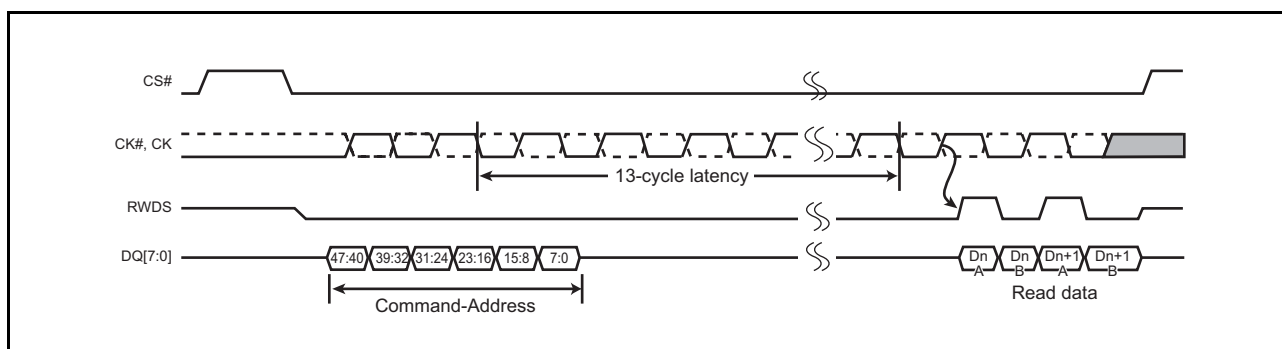 CS#
CK#, CK
13-cycle latency
RWDS
DQ[7:0]
47:40 39:32 31:24 23:16 15:8 7:0
Dn A Dn B Dn+1 A Dn+1 B
Command-Address
Read data